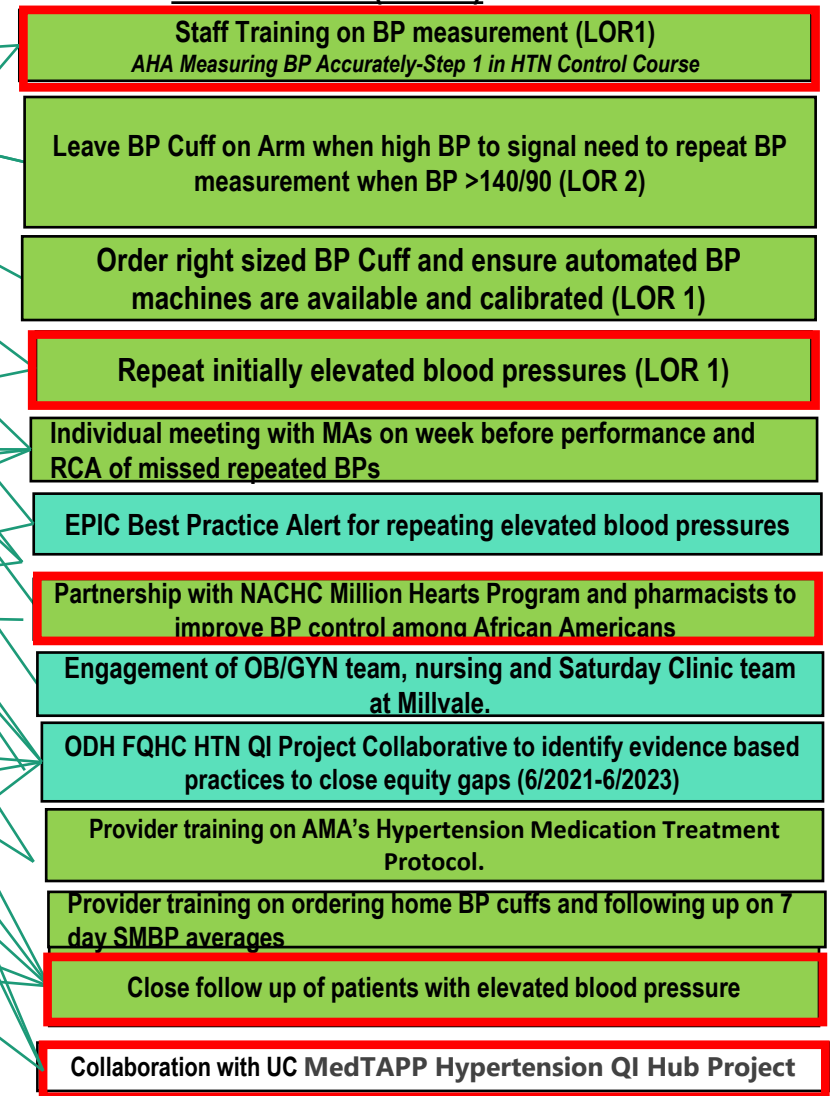 Staff Training on BP measurement (LOR1)
AHA Measuring BP Accurately-Step 1 in HTN Control Course
Leave BP Cuff on Arm when high BP to signal need to repeat BP
measurement when BP >140/90 (LOR 2)
Order right sized BP Cuff and ensure automated BP
machines are available and calibrated (LOR 1)
Repeat initially elevated blood pressures (LOR 1)
Individual meeting with MAs on week before performance and
RCA of missed repeated BPs
EPIC Best Practice Alert for repeating elevated blood pressures
Partnership with NACHC Million Hearts Program and pharmacists to
improve BP control among African Americans
Engagement of OB/GYN team, nursing and Saturday Clinic team
at Millvale.
ODH FQHC HTN QI Project Collaborative to identify evidence based
practices to close equity gaps (6/2021-6/2023)
Provider training on AMA's Hypertension Medication Treatment
Protocol.
Provider training on ordering home BP cuffs and following up on 7
day SMBP averages
Close follow up of patients with elevated blood pressure
Collaboration with UC MedTAPP Hypertension QI Hub Project